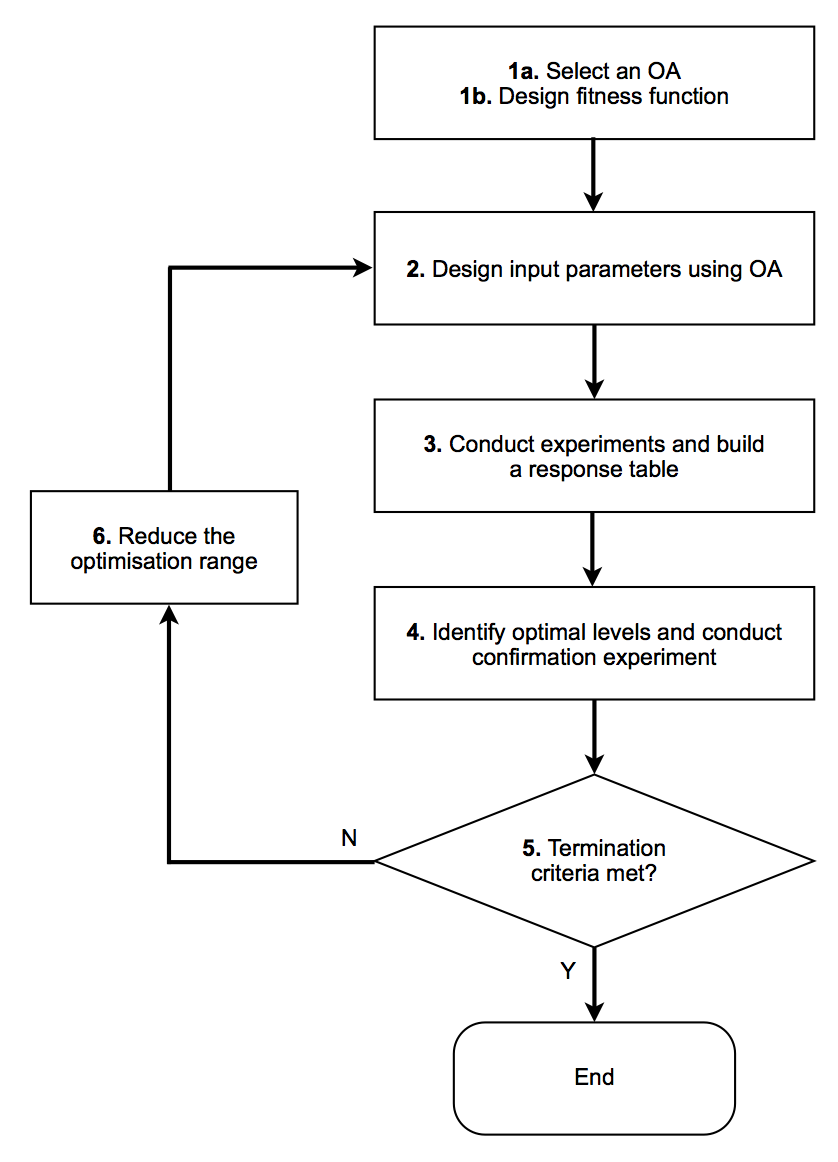 1a. Select an OA
1b. Design fitness function
2. Design input parameters using OA
3. Conduct experiments and build
a response table
6. Reduce the
optimisation range
4. Identify optimal levels and conduct
confirmation experiment
N
5. Termination
criteria met?
Y
End